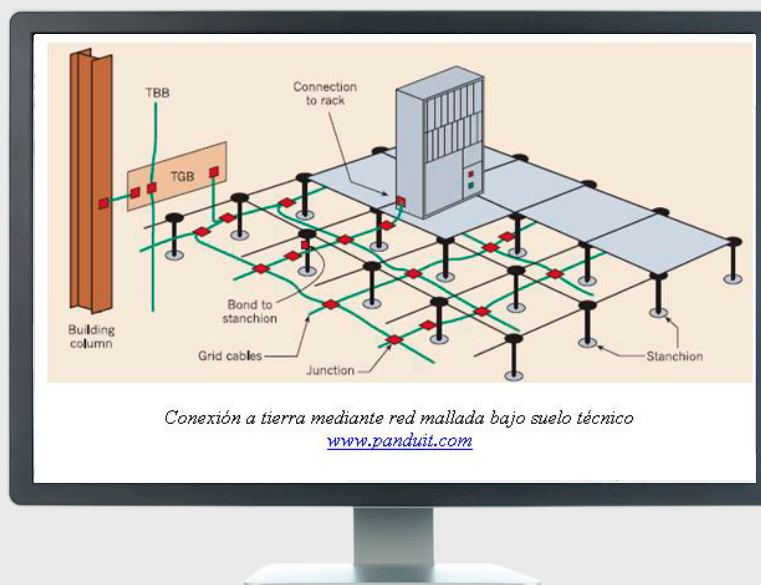 TBB
Connection
to rack
TGB
Building
column
Bond to
stanchion
Grid cables
Junction
Stanchion
Conexión a tierra mediante red mallada bajo suelo técnico
www.panduit.com